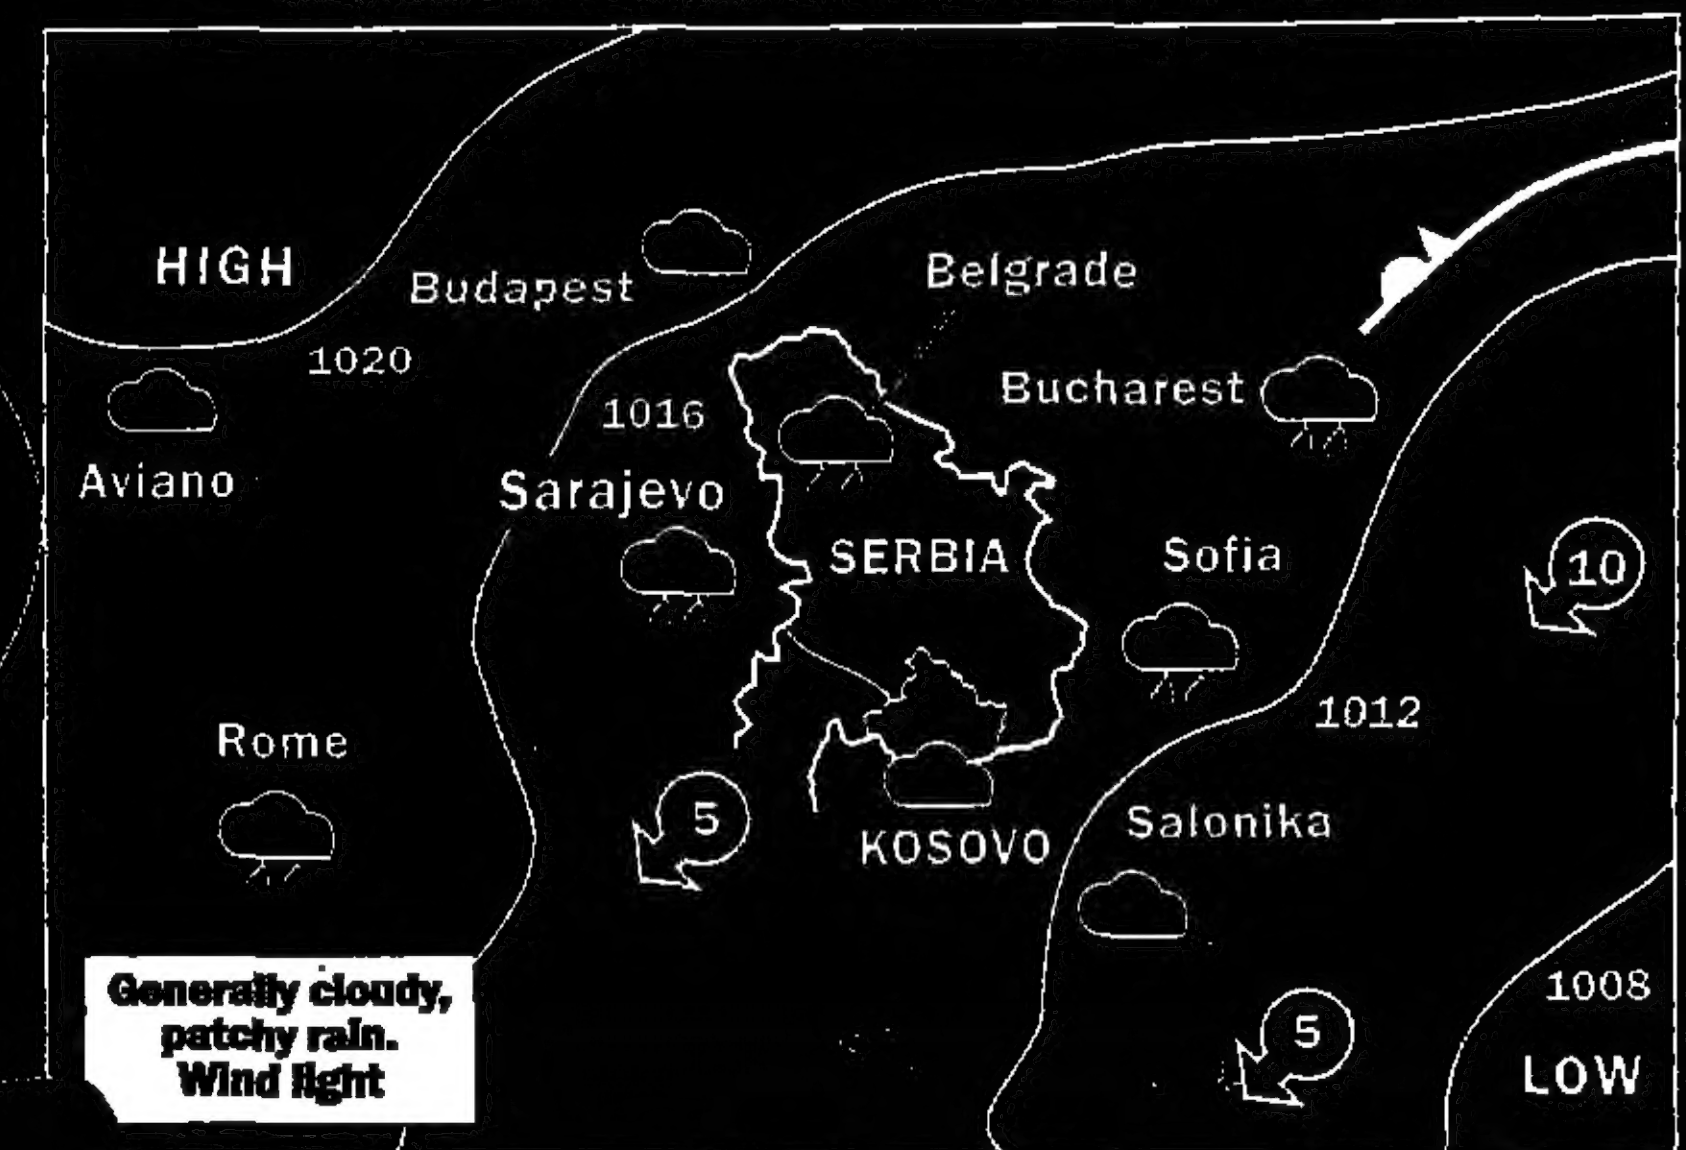 HIGH
Budapest
Belgrade
1020
Bucharest
1016
Aviano
Sarajevo
SERBIA
Sofia
10
1012
Rome
5
KOSOVO
Salonika
Generally cloudy,
patchy rain.
Wind light
1008
5
LOW